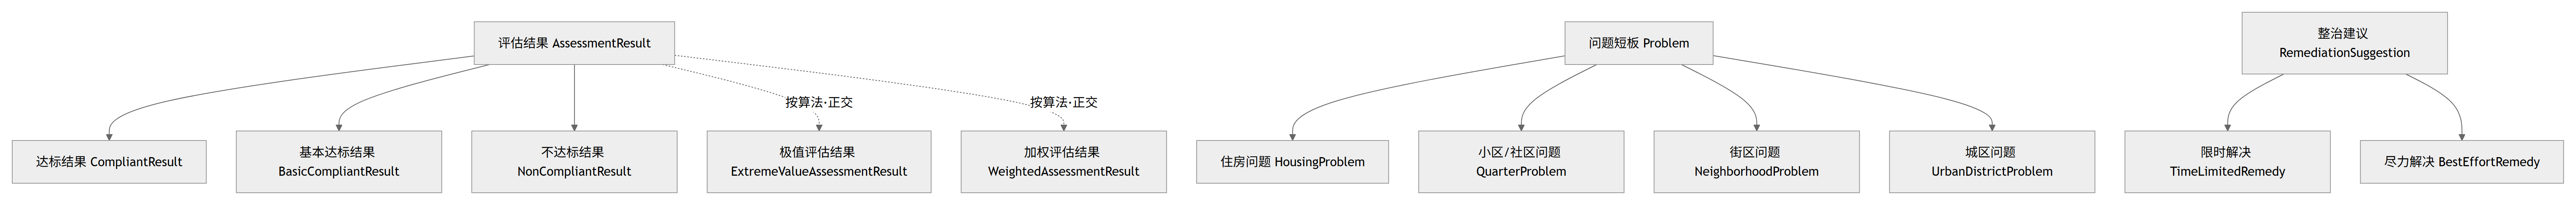 评估结果 AssessmentResult
按算法·正交
按算法·正交
达标结果 CompliantResult
基本达标结果
BasicCompliantResult
不达标结果
NonCompliantResult
极值评估结果
ExtremeValueAssessmentResult
加权评估结果
WeightedAssessmentResult
问题短板 Problem
住房问题 HousingProblem
小区/社区问题
QuarterProblem
街区问题
NeighborhoodProblem
城区问题
UrbanDistrictProblem
整治建议
RemediationSuggestion
限时解决
TimeLimitedRemedy
尽力解决 BestEffortRemedy